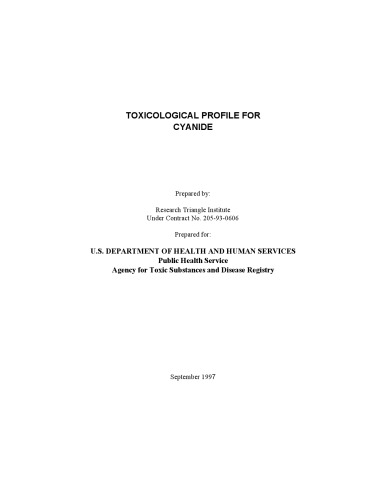 TOXICOLOGICAL PROFILE FOR
CYANIDE
Prepared by:
Research Triangle Institute
Under Contract No. 205-93-0606
Prepared for:
U.S. DEPARTMENT OF HEALTH AND HUMAN SERVICES
Public Health Service
Agency for Toxic Substances and Disease Registry
September 1997